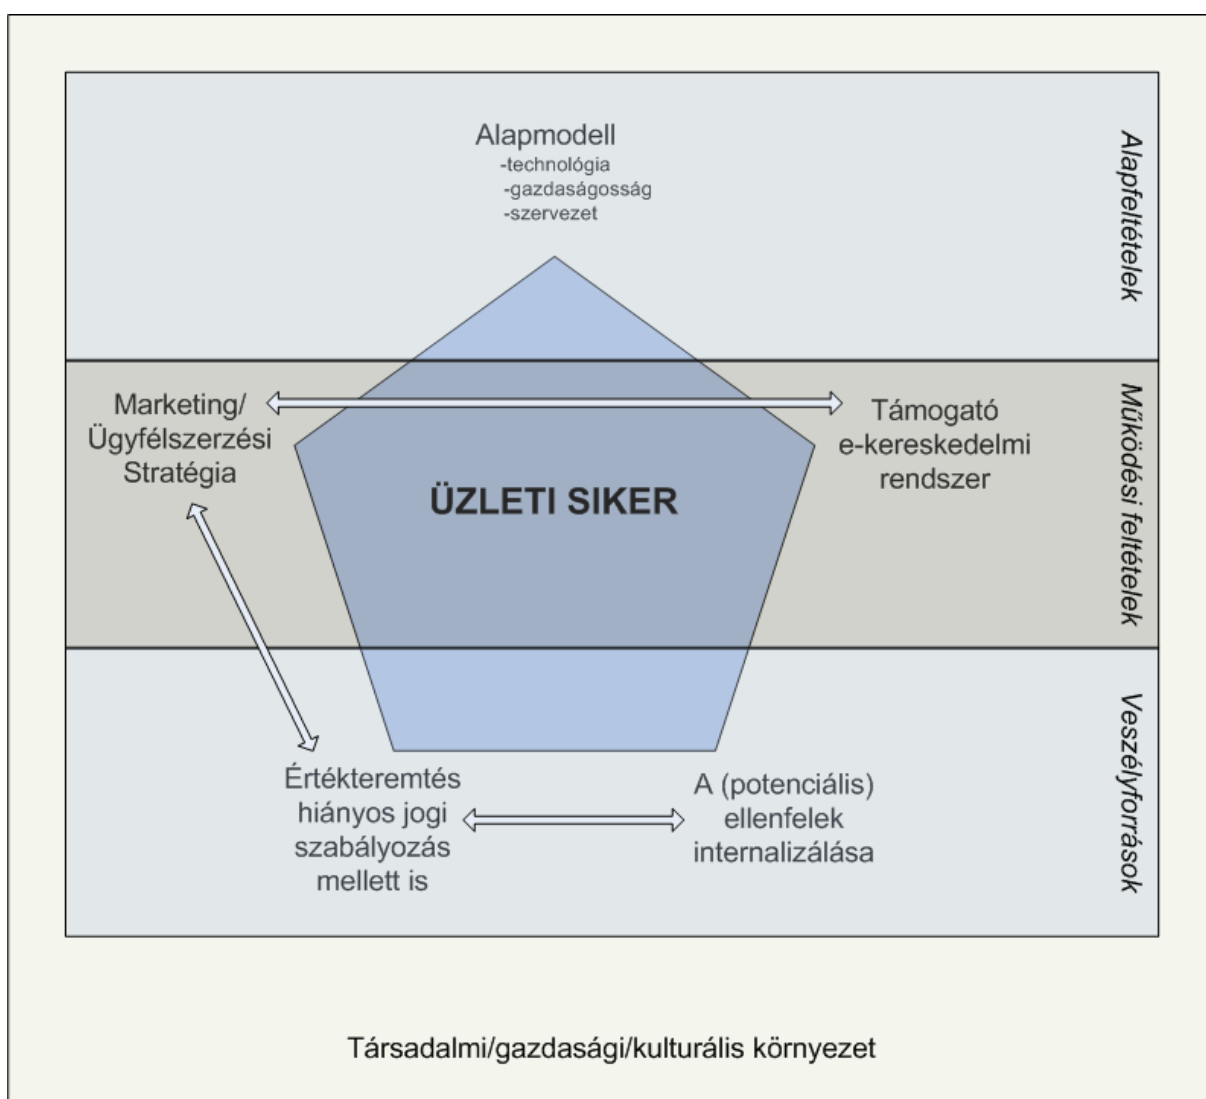 Alapmodell
-technológia
-gazdaságosság
-szervezet
Alapfeltételek
Marketing/
Ügyfélszerzési
Stratégia
ÜZLETI SIKER
Támogató
e-kereskedelmi
rendszer
Működési feltételek
Értékteremtés
hiányos jogi
szabályozás
mellett is
A (potenciális)
ellenfelek
internalizálása
Veszélyforrások
Társadalmi/gazdasági/kulturális környezet